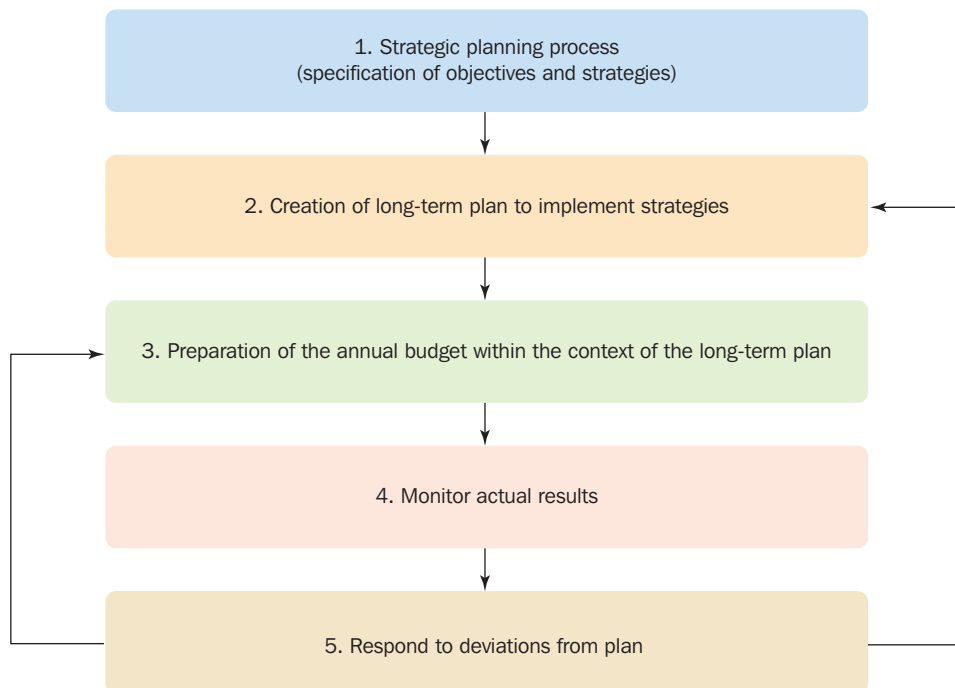 1. Strategic planning process
(specification of objectives and strategies)
2. Creation of long-term plan to implement strategies
3. Preparation of the annual budget within the context of the long-term plan
4. Monitor actual results
5. Respond to deviations from plan